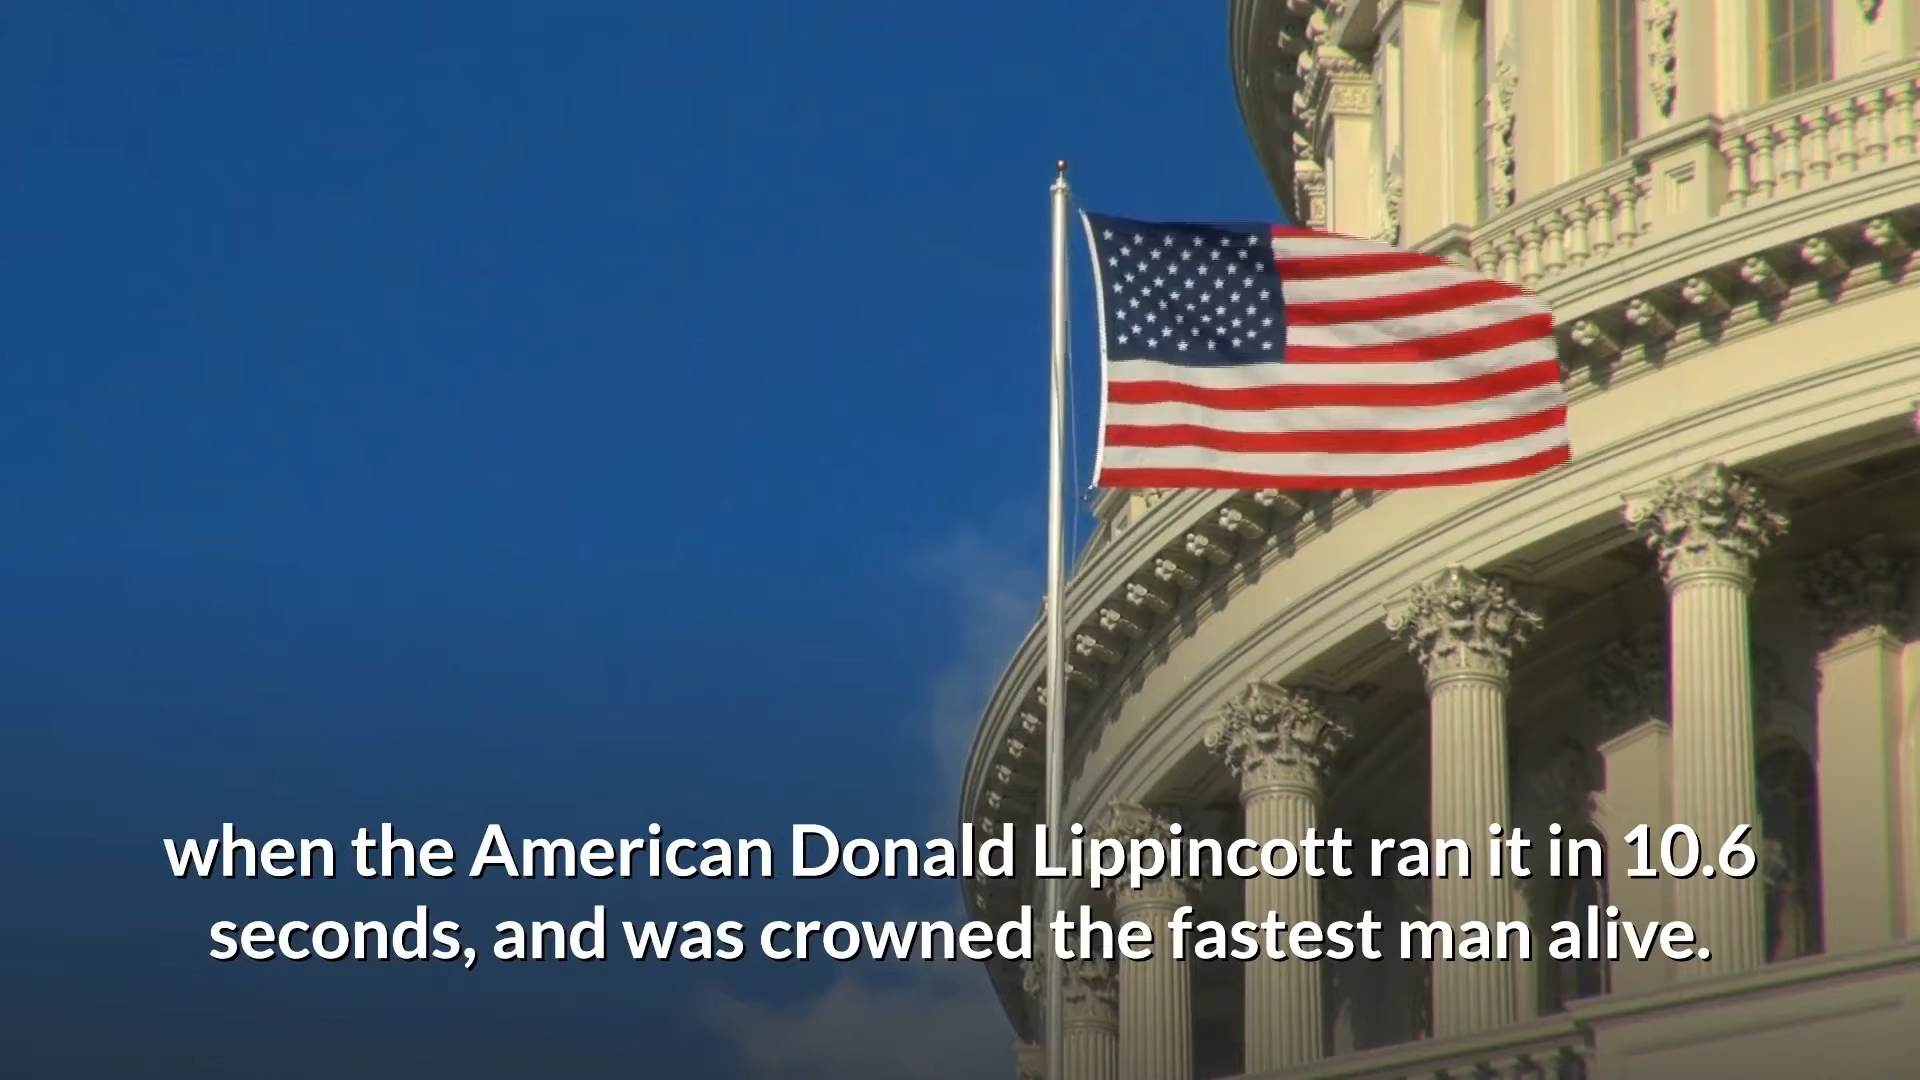 when the American Donald Lippincott ran it in 10.6
seconds, and was crowned the fastest man alive.